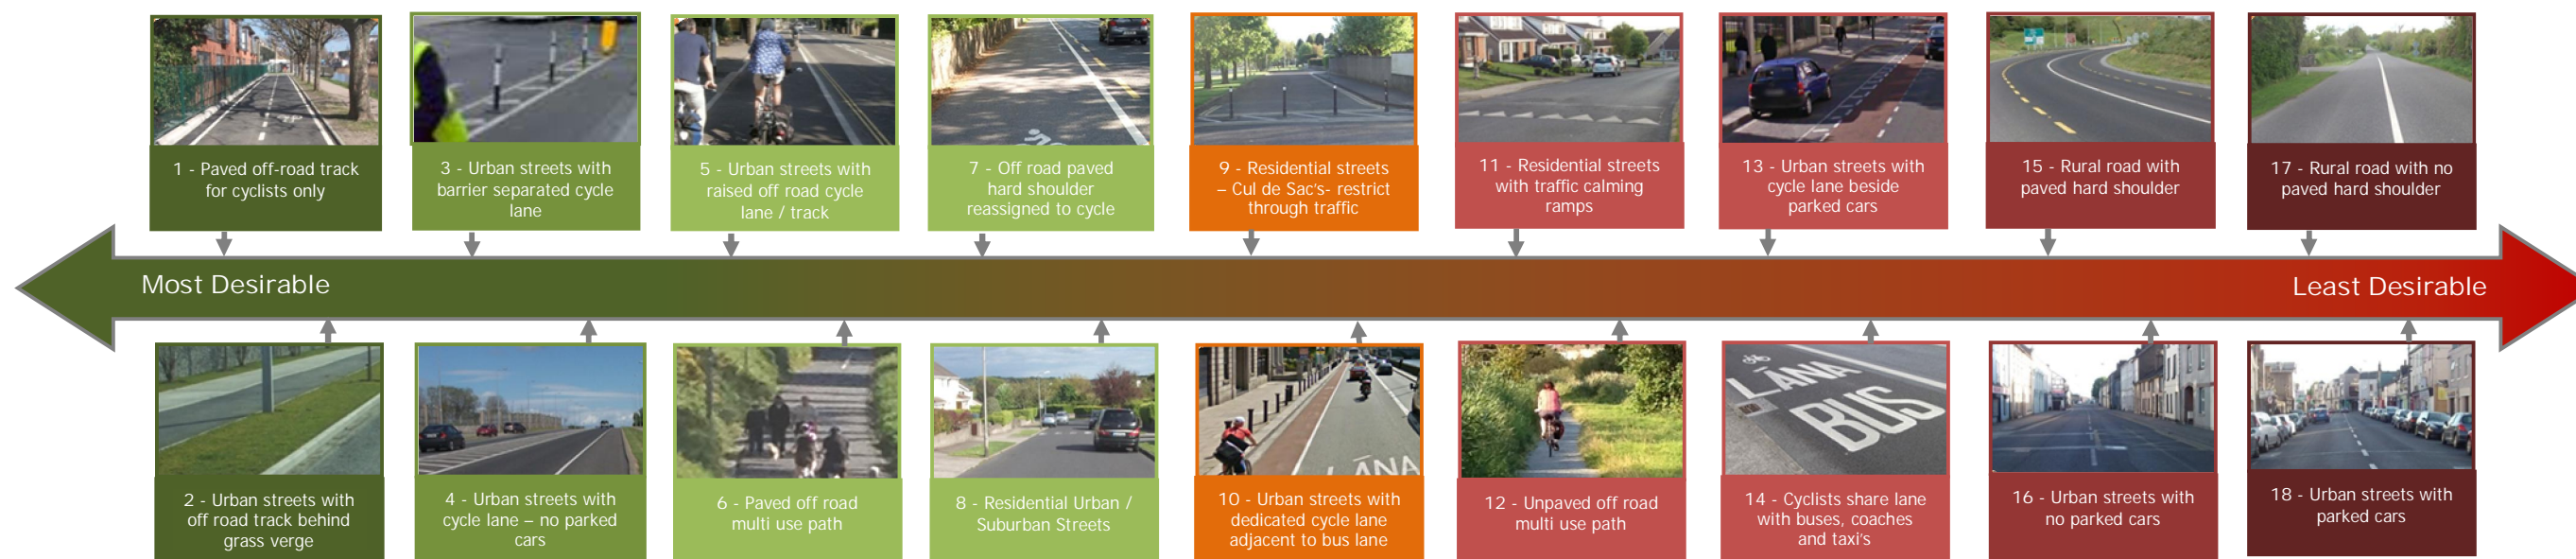 1 - Paved off-road track
for cyclists only
3 - Urban streets with
barrier separated cycle
lane
5 - Urban streets with
raised off road cycle
lane / track
7 - Off road paved
hard shoulder
reassigned to cycle
9 - Residential streets
– Cul de Sac's- restrict
through traffic
11 - Residential streets
with traffic calming
ramps
13 - Urban streets with
cycle lane beside
parked cars
15 - Rural road with
paved hard shoulder
17 - Rural road with no
paved hard shoulder
Most Desirable
Least Desirable
LÁNA
LÁNA
BUS
2 - Urban streets with
off road track behind
grass verge
4 - Urban streets with
cycle lane – no parked
cars
6 - Paved off road
multi use path
8 - Residential Urban /
Suburban Streets
10 - Urban streets with
dedicated cycle lane
adjacent to bus lane
12 - Unpaved off road
multi use path
14 - Cyclists share lane
with buses, coaches
and taxi's
16 - Urban streets with
no parked cars
18 - Urban streets with
parked cars